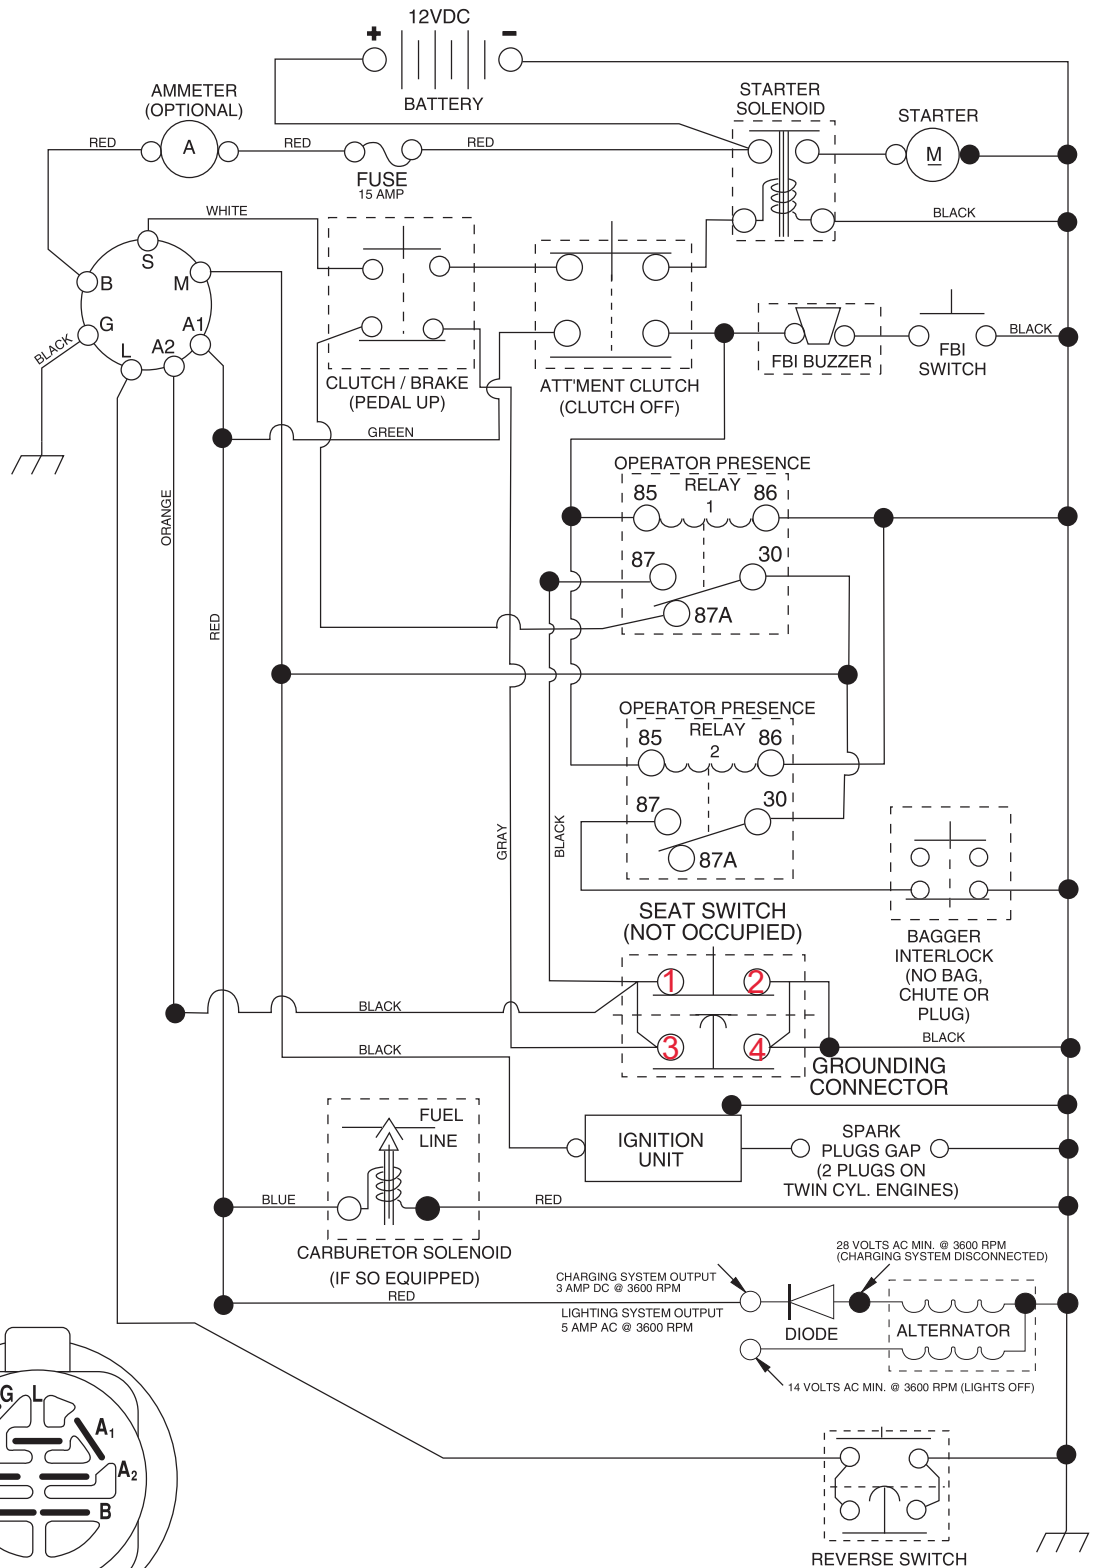 12VDC
+
−
BATTERY
AMMETER
(OPTIONAL)
RED
A
RED
FUSE
15 AMP
RED
STARTER
SOLENOID
STARTER
M
BLACK
WHITE
S
B
M
G
A1
L
A2
BLACK
CLUTCH / BRAKE
(PEDAL UP)
ATT'MENT CLUTCH
(CLUTCH OFF)
FBI BUZZER
FBI
SWITCH
BLACK
GREEN
ORANGE
RED
OPERATOR PRESENCE
RELAY
1
85
86
87
30
87A
OPERATOR PRESENCE
RELAY
2
85
86
87
30
87A
GRAY
BLACK
SEAT SWITCH
(NOT OCCUPIED)
1
2
3
4
BAGGER
INTERLOCK
(NO BAG,
CHUTE OR
PLUG)
BLACK
BLACK
BLACK
GROUNDING
CONNECTOR
FUEL
LINE
IGNITION
UNIT
SPARK
PLUGS GAP
(2 PLUGS ON
TWIN CYL. ENGINES)
BLUE
RED
CARBURETOR SOLENOID
(IF SO EQUIPPED)
RED
CHARGING SYSTEM OUTPUT
3 AMP DC @ 3600 RPM
LIGHTING SYSTEM OUTPUT
5 AMP AC @ 3600 RPM
28 VOLTS AC MIN. @ 3600 RPM
(CHARGING SYSTEM DISCONNECTED)
DIODE
ALTERNATOR
14 VOLTS AC MIN. @ 3600 RPM (LIGHTS OFF)
G
L
A1
A2
B
REVERSE SWITCH